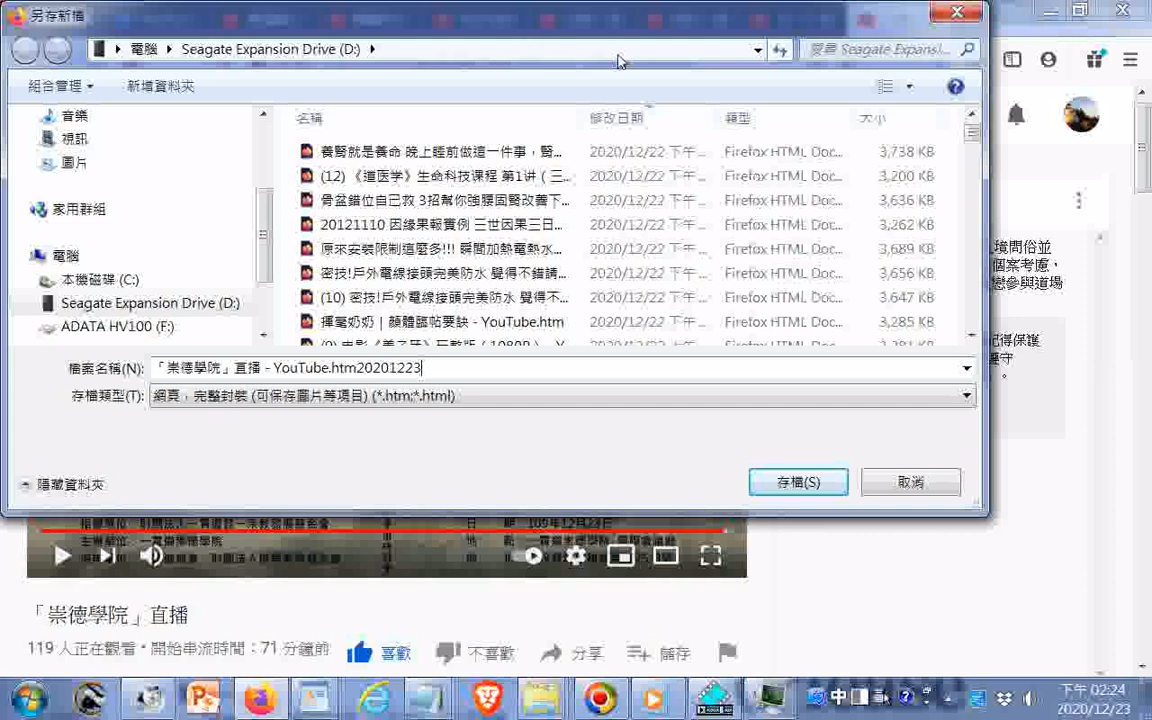 另存新檔
電腦 Seagate Expansion Drive (D:)
搜尋 Seagate Expansi...
組合管理
新增資料夾
音樂
視訊
圖片
家用群組
電腦
本機磁碟 (C:)
Seagate Expansion Drive (D:)
ADATA HV100 (F:)
名稱 修改日期 類型 大小
養腎就是養命 晚上睡前做這一件事，腎... 2020/12/22 下午 ... Firefox HTML Doc... 3,738 KB
(12) 《道医学》生命科技课程 第1讲（三... 2020/12/22 下午 ... Firefox HTML Doc... 3,200 KB
骨盆錯位自己救 3招幫你強腰固腎改善下... 2020/12/22 下午 ... Firefox HTML Doc... 3,636 KB
20121110 因緣果報實例 三世因果三日... 2020/12/22 下午 ... Firefox HTML Doc... 3,262 KB
原來安裝限制這麼多!!! 瞬間加熱電熱水... 2020/12/22 下午 ... Firefox HTML Doc... 3,689 KB
密技!戶外電線接頭完美防水 覺得不錯請... 2020/12/22 下午 ... Firefox HTML Doc... 3,656 KB
(10) 密技!戶外電線接頭完美防水 覺得不... 2020/12/22 下午 ... Firefox HTML Doc... 3,647 KB
揮毫奶奶 | 顏體臨帖要訣 - YouTube.htm 2020/12/22 下午 ... Firefox HTML Doc... 3,285 KB
檔案名稱(N): 「崇德學院」直播 - YouTube.htm20201223
存檔類型(T): 網頁，完整封裝 (可保存圖片等項目) (*.htm;*.html)
隱藏資料夾
存檔(S)
取消
境問俗並
個案考慮，
參與道場
記得保護
守
。
日 期 109年12月23日
「崇德學院」直播
119 人正在觀看 • 開始串流時間：71 分鐘前
喜歡
不喜歡
分享
儲存
中
下午 02:24
2020/12/23